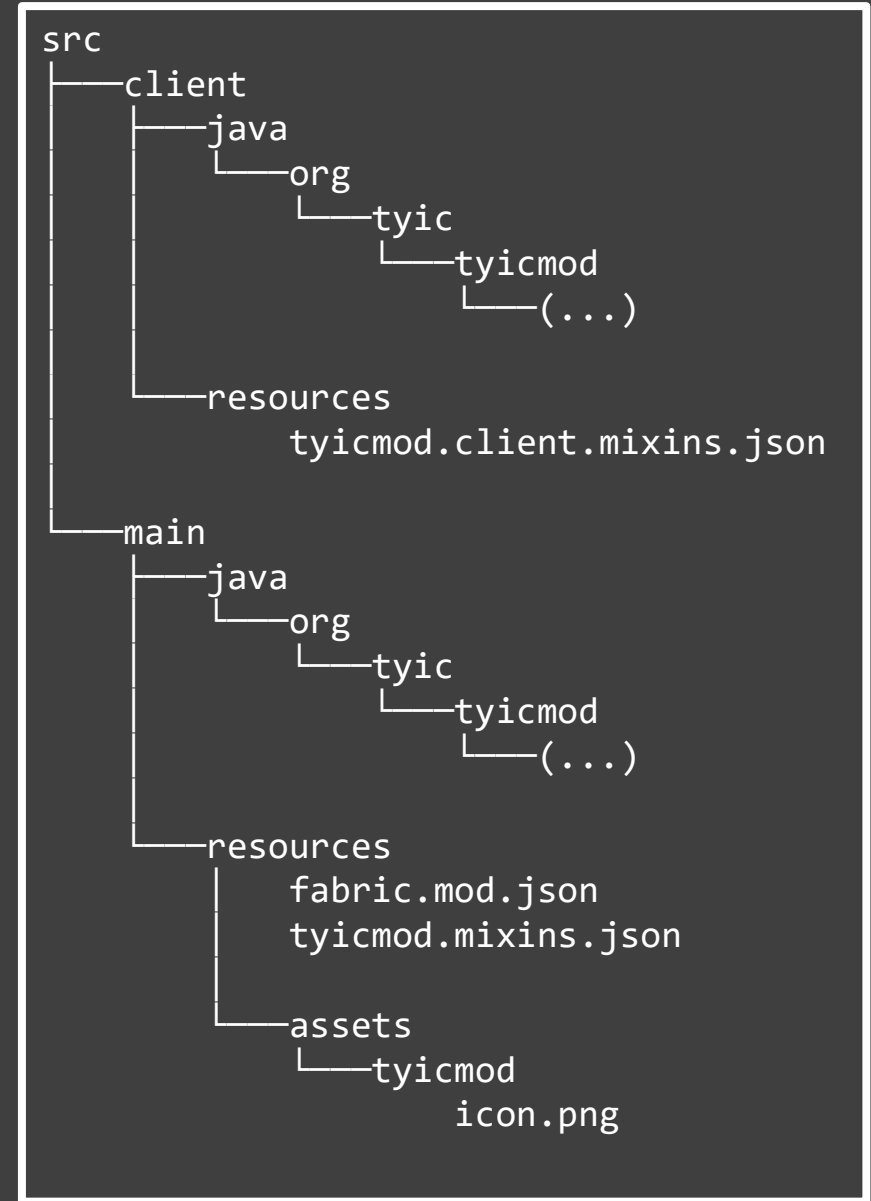 src
├───client
│   ├───java
│   │   └───org
│   │       └───tyic
│   │           └───tyicmod
│   │               └───(...)
│   │
│   └───resources
│           tyicmod.client.mixins.json
│
└───main
    ├───java
    │   └───org
    │       └───tyic
    │           └───tyicmod
    │               └───(...)
    │
    └───resources
        │   fabric.mod.json
        │   tyicmod.mixins.json
        │
        └───assets
            └───tyicmod
                    icon.png